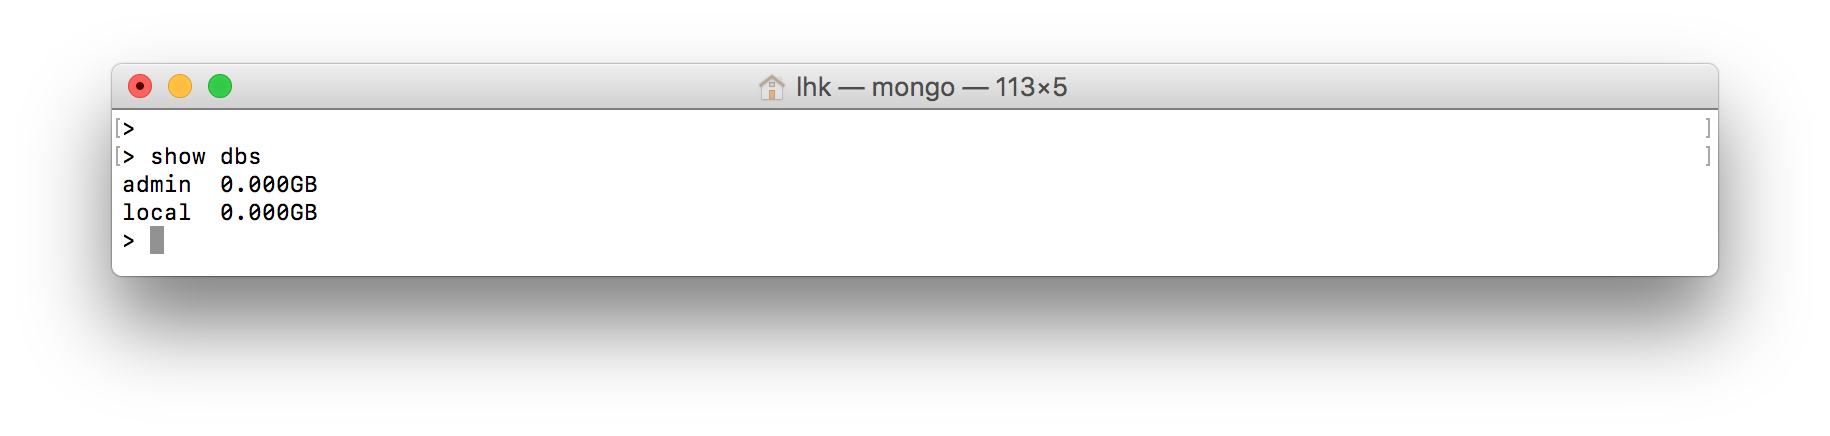 lhk — mongo — 113×5
[> ]
[> show dbs ]
admin  0.000GB
local  0.000GB
>